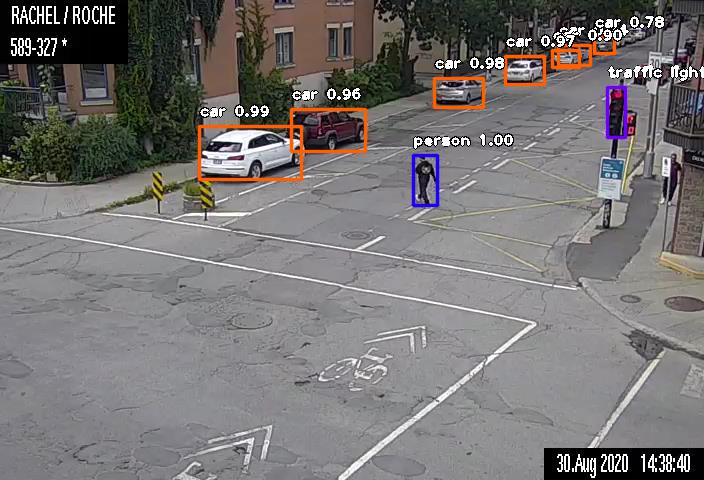 RACHEL / ROCHE
589-327 *
car 0.78
car 0.90
car 0.97
car 0.98
car 0.96
car 0.99
traffic light
person 1.00
30.Aug 2020 14:38:40